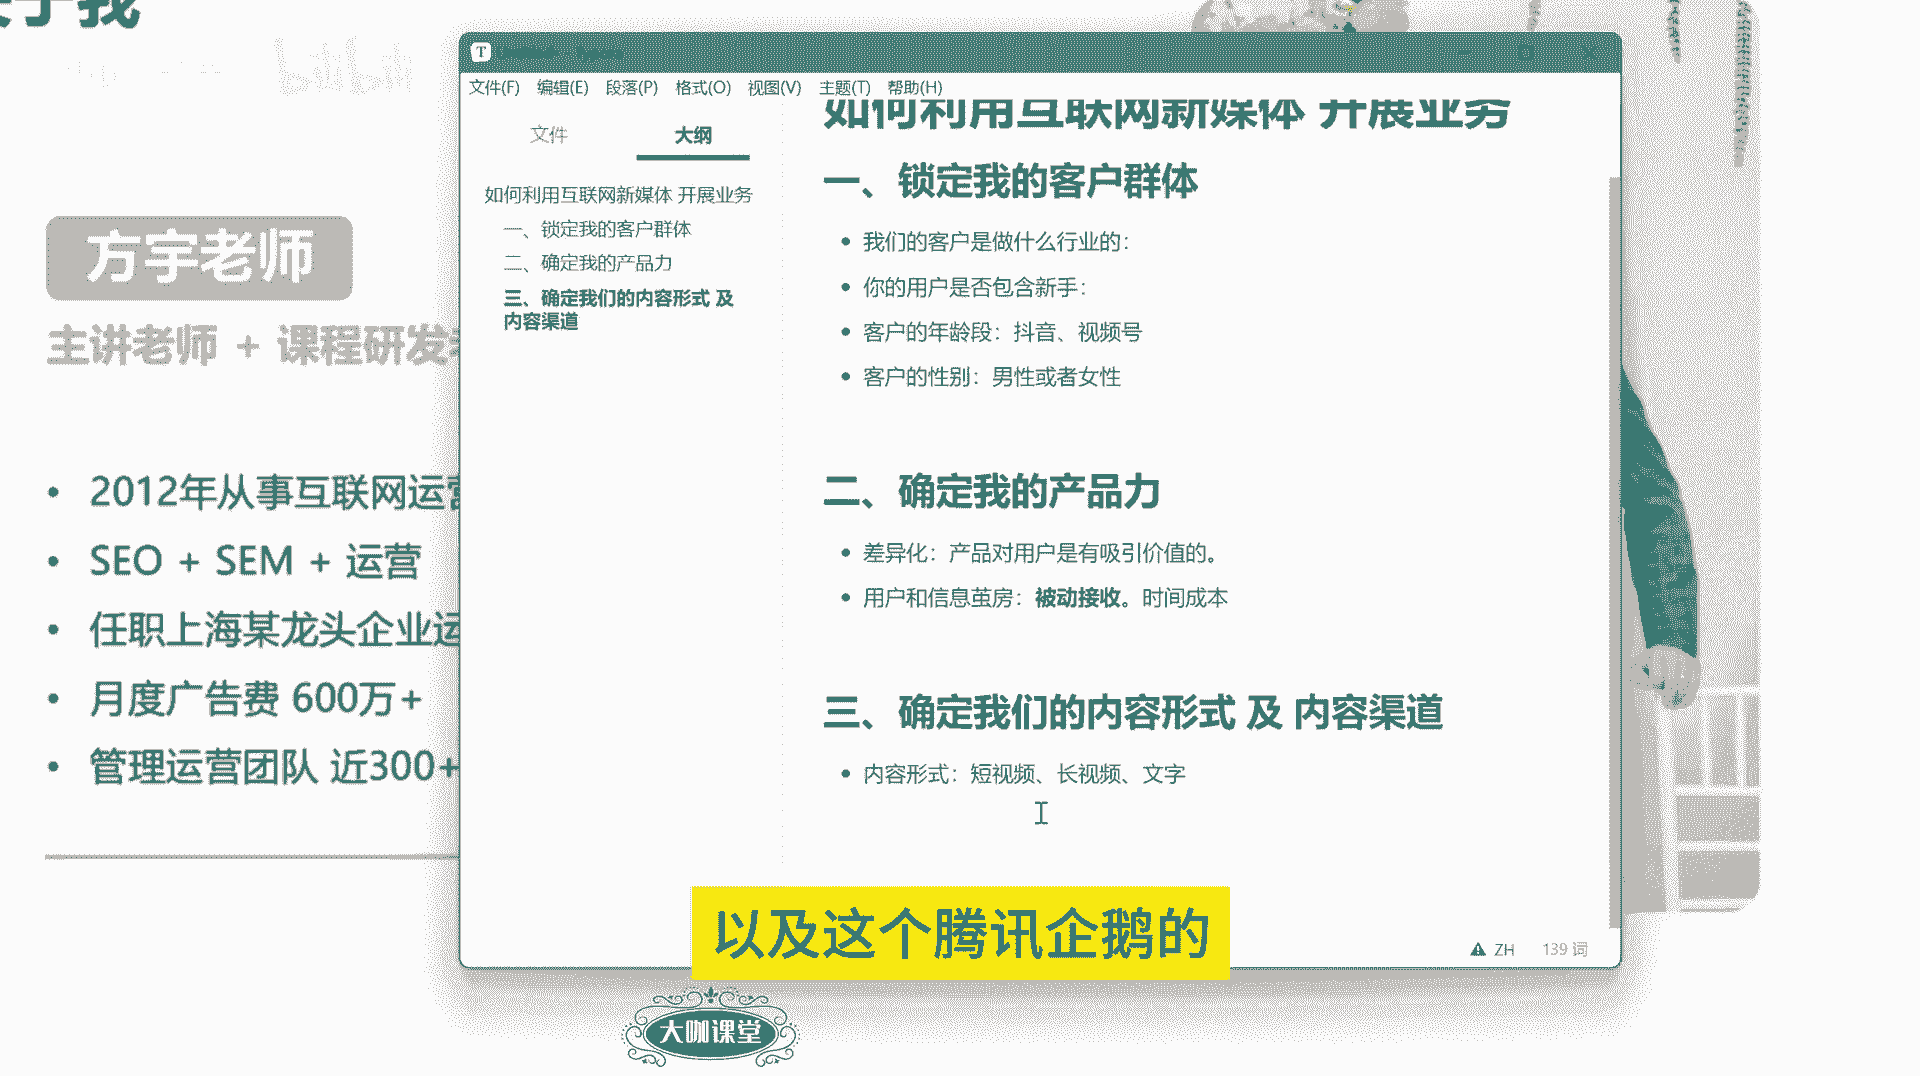 关于我
bilibili
方宇老师
主讲老师 + 课程研发
2012年从事互联网运营
SEO + SEM + 运营
任职上海某龙头企业运
月度广告费 600万+
管理运营团队 近300+
T
文件(F) 编辑(E) 段落(P) 格式(O) 视图(V) 主题(T) 帮助(H)
文件 大纲
如何利用互联网新媒体 开展业务
一、锁定我的客户群体
二、确定我的产品力
三、确定我们的内容形式 及
内容渠道
如何利用互联网新媒体 开展业务
一、锁定我的客户群体
我们的客户是做什么行业的：
你的用户是否包含新手：
客户的年龄段：抖音、视频号
客户的性别：男性或者女性
二、确定我的产品力
差异化：产品对用户是有吸引价值的。
用户和信息茧房：被动接收。时间成本
三、确定我们的内容形式 及 内容渠道
内容形式：短视频、长视频、文字
ZH 139 词
以及这个腾讯企鹅的
大咖课堂